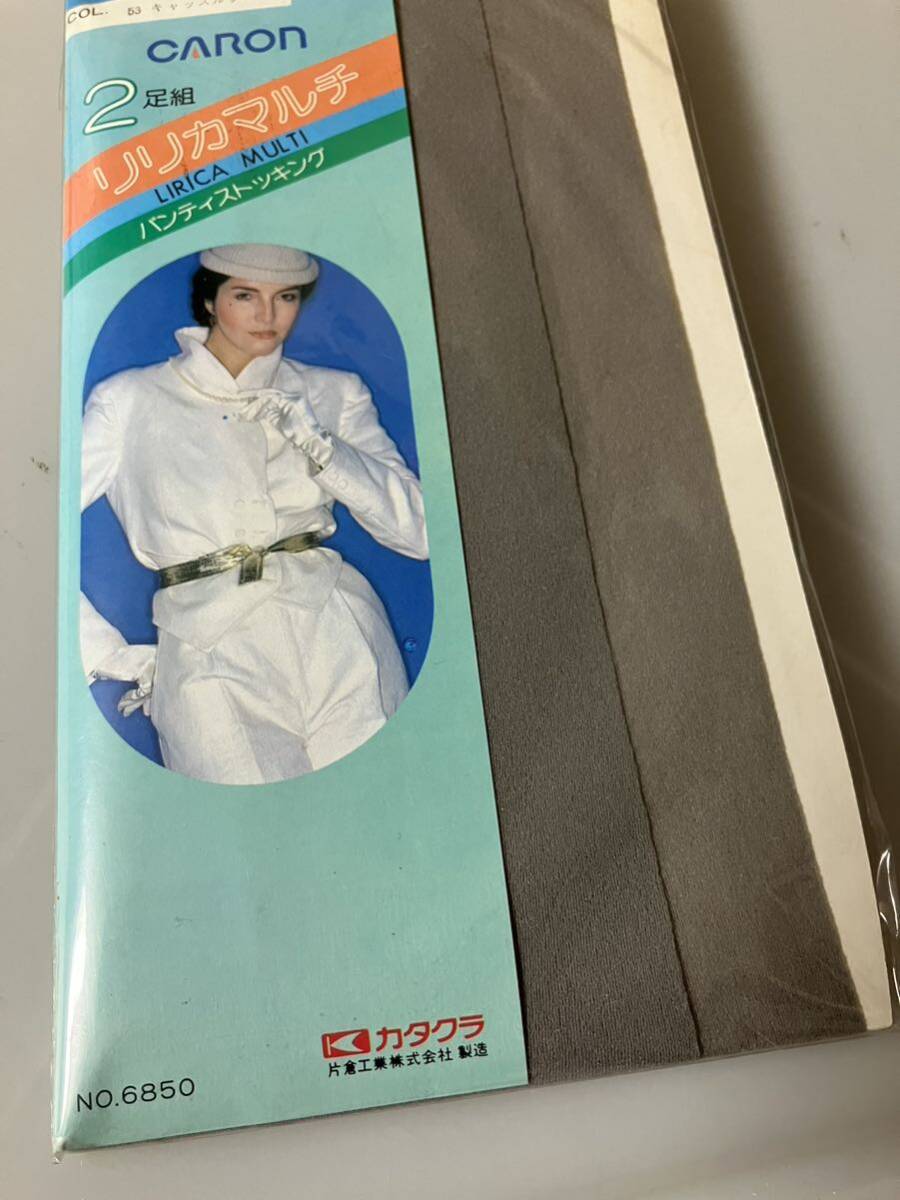 COL. 53 キャッスル
CARON
2足組
リリカマルチ
LIRICA MULTI
パンティストッキング
カタクラ
片倉工業株式会社 製造
NO.6850